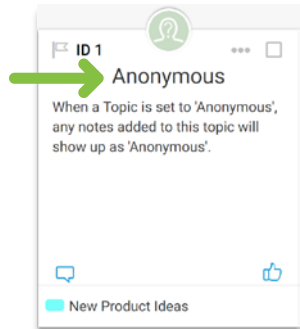 ID 1
Anonymous
When a Topic is set to 'Anonymous',
any notes added to this topic will
show up as 'Anonymous'.
New Product Ideas